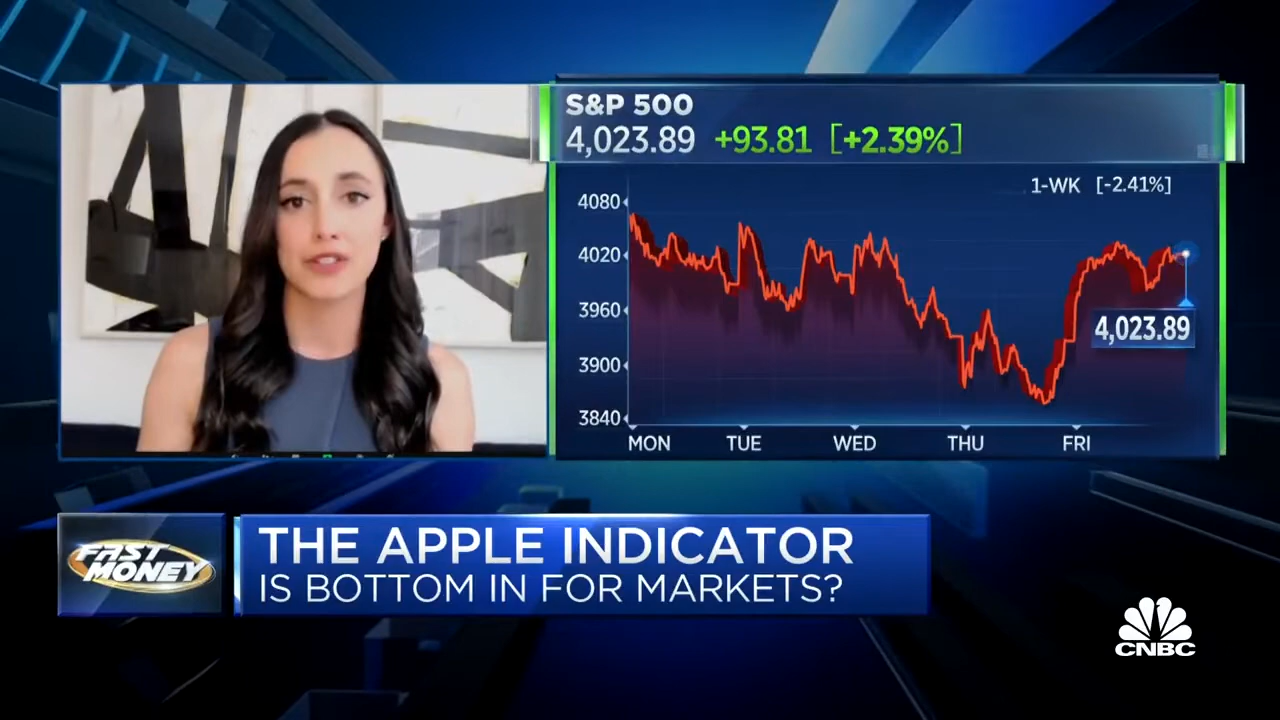 S&P 500
4,023.89 +93.81 [+2.39%]
1-WK [-2.41%]
4080
4020
3960
3900
3840
4,023.89
MON TUE WED THU FRI
FAST
MONEY
THE APPLE INDICATOR
IS BOTTOM IN FOR MARKETS?
CNBC